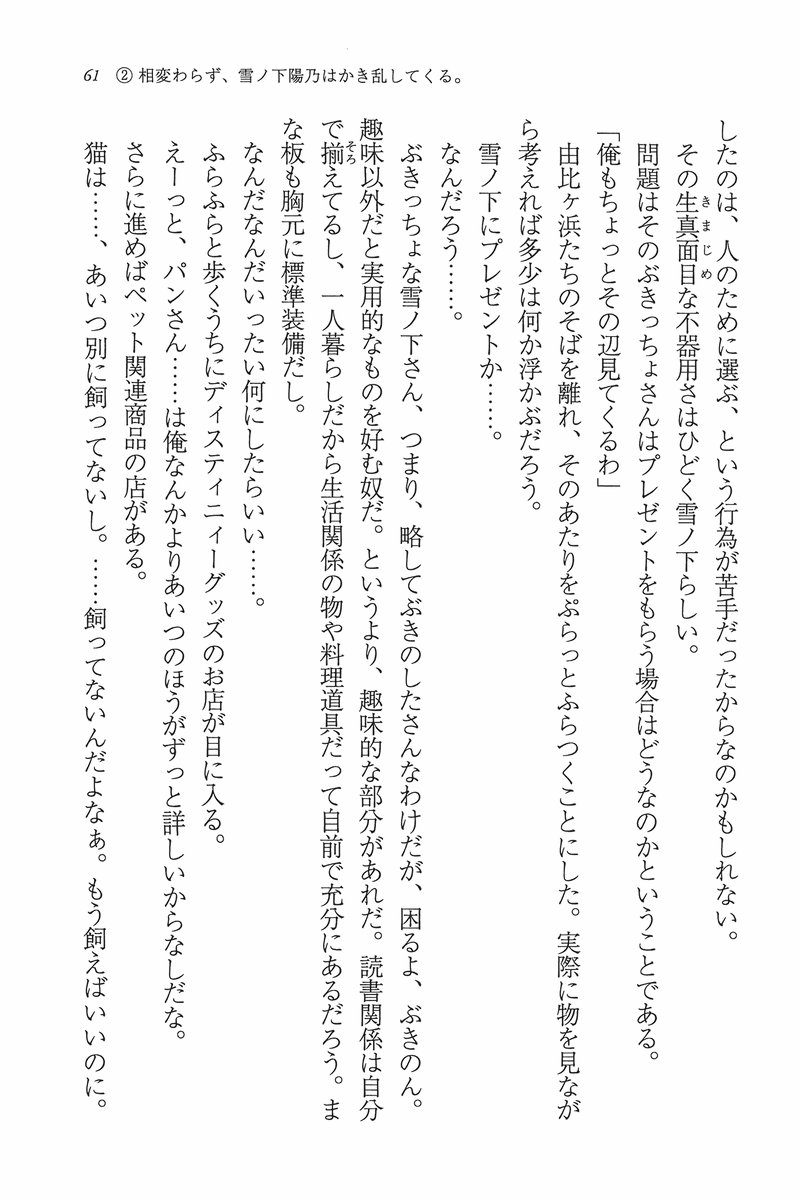 61　②相変わらず、雪ノ下陽乃はかき乱してくる。
したのは、人のために選ぶ、という行為が苦手だったからなのかもしれない。
その生真面目な不器用さはひどく雪ノ下らしい。
きまじめ
問題はそのぶきっちょさんはプレゼントをもらう場合はどうなのかということである。
「俺もちょっとその辺見てくるわ」
由比ヶ浜たちのそばを離れ、そのあたりをぷらっとふらつくことにした。実際に物を見なが
ら考えれば多少は何か浮かぶだろう。
雪ノ下にプレゼントか……。
なんだろう……。
ぶきっちょな雪ノ下さん、つまり、略してぶきのしたさんなわけだが、困るよ、ぶきのん。
趣味以外だと実用的なものを好む奴だ。というより、趣味的な部分があれだ。読書関係は自分
で揃えてるし、一人暮らしだから生活関係の物や料理道具だって自前で充分にあるだろう。ま
そろ
な板も胸元に標準装備だし。
なんだなんだいったい何にしたらいい……。
ふらふらと歩くうちにディスティニィーグッズのお店が目に入る。
えーっと、パンさん……は俺なんかよりあいつのほうがずっと詳しいからなしだな。
さらに進めばペット関連商品の店がある。
猫は……、あいつ別に飼ってないし。……飼ってないんだよなぁ。もう飼えばいいのに。